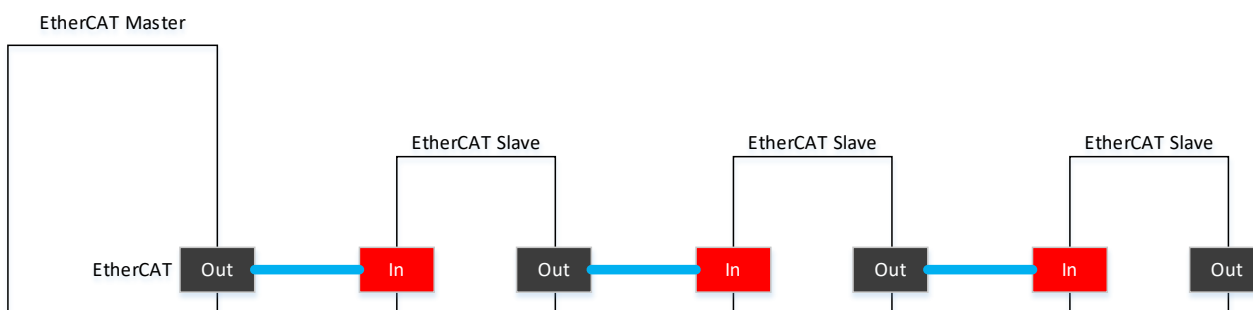 EtherCAT Master
EtherCAT Slave EtherCAT Slave EtherCAT Slave
EtherCAT Out In Out In Out In Out